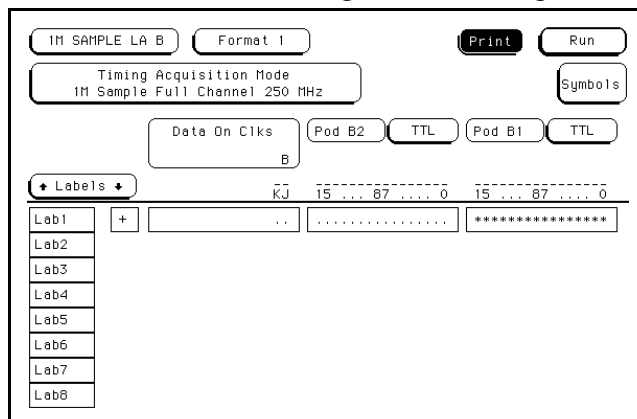 1M SAMPLE LA B Format 1 Print Run
Timing Acquisition Mode
1M Sample Full Channel 250 MHz
Symbols
Data On Clks Pod B2 TTL Pod B1 TTL
B
↑ Labels ↓ KJ 15 ... 87 .... 0 15 ... 87 .... 0
Lab1 + .. ................ ****************
Lab2
Lab3
Lab4
Lab5
Lab6
Lab7
Lab8